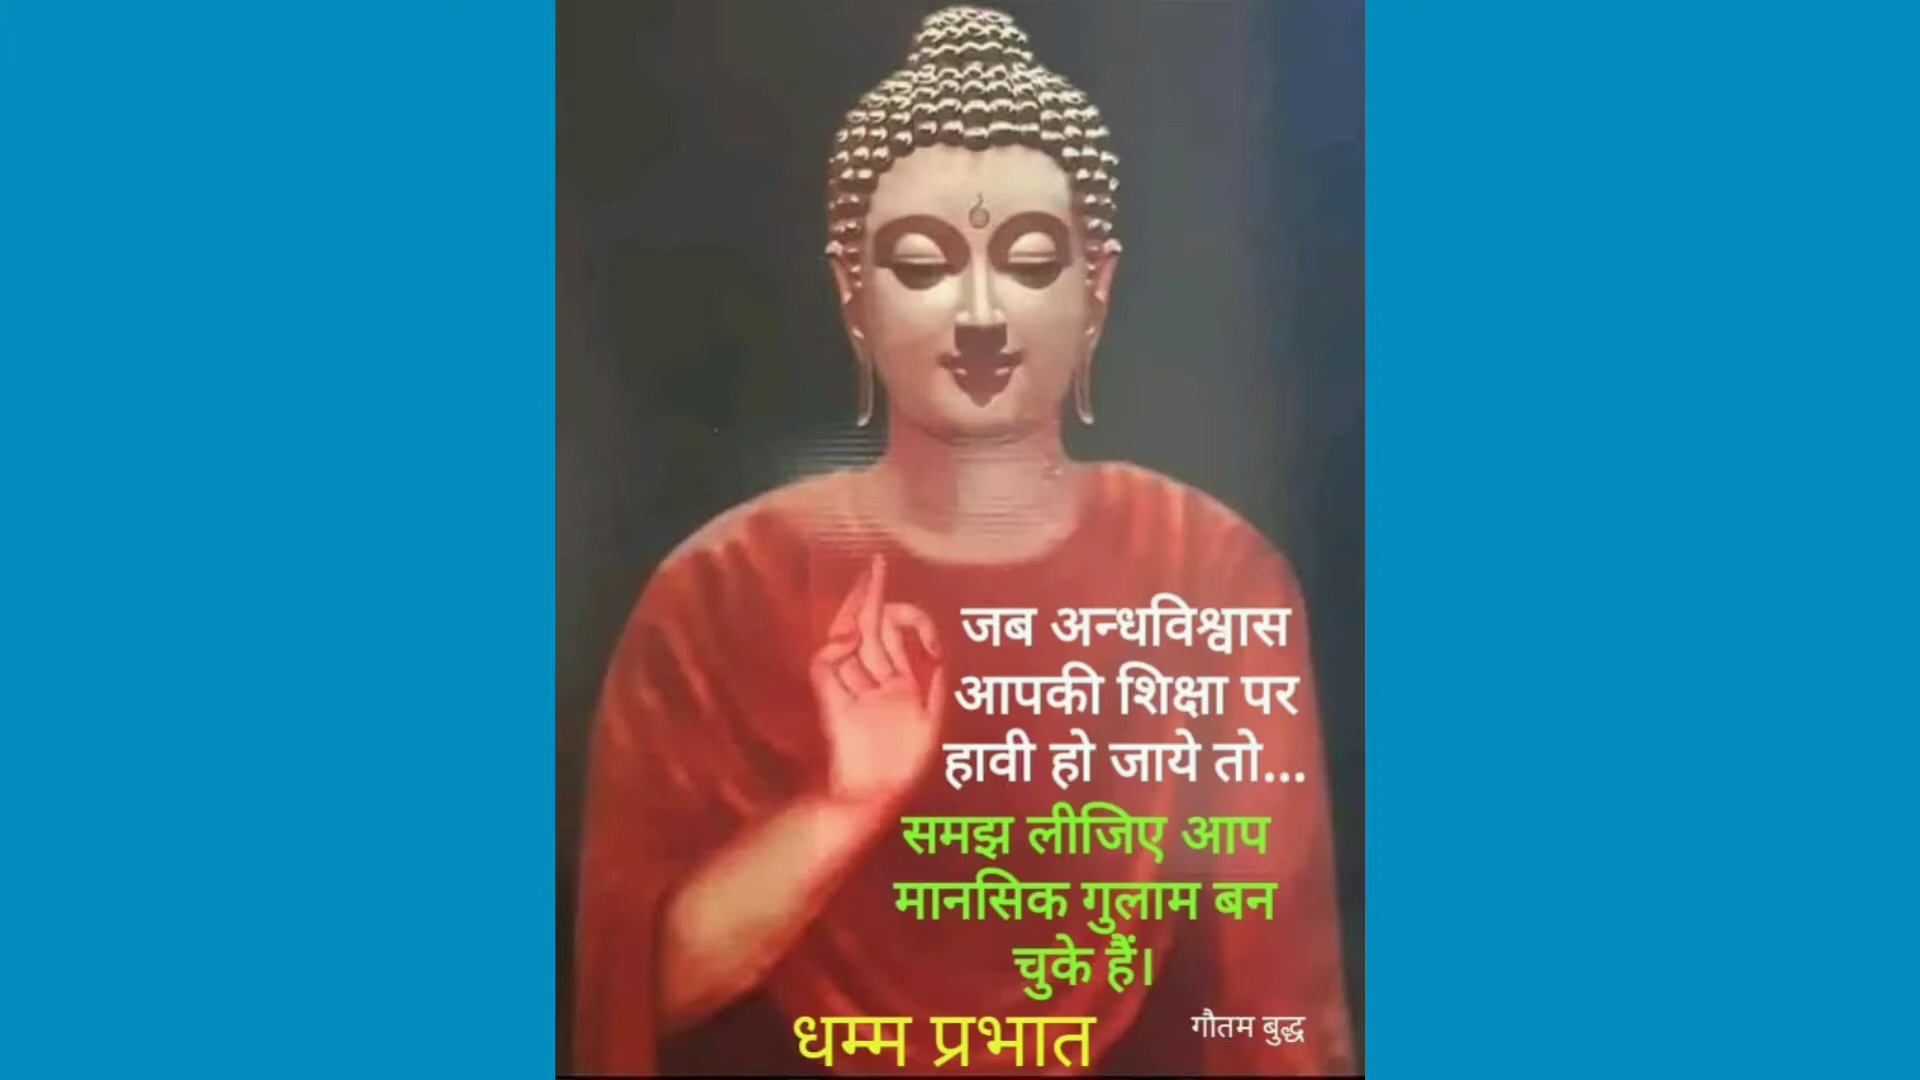 जब अन्धविश्वास
आपकी शिक्षा पर
हावी हो जाये तो...
समझ लीजिए आप
मानसिक गुलाम बन
चुके हैं।
गौतम बुद्ध
धम्म प्रभात